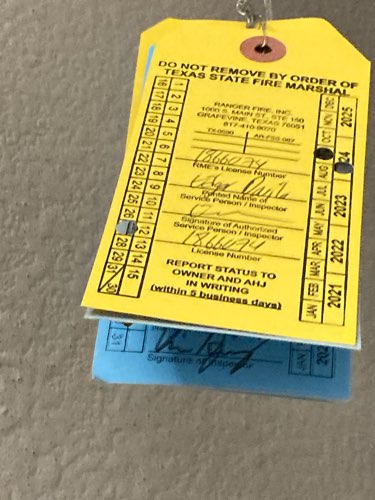 DO NOT REMOVE BY ORDER OF
TEXAS STATE FIRE MARSHAL
RANGER FIRE, INC.
1000 S. MAIN ST, STE 150
GRAPEVINE, TEXAS 76051
817-410-9070
1866074
RME's License Number
Printed Name of
Service Person / Inspector
Signature of Authorized
Service Person / Inspector
1866074
License Number
REPORT STATUS TO
OWNER AND AHJ
IN WRITING
(within 5 business days)
1 2 3 4 5 6 7 8 9 10 11 12 13 14 15
16 17 18 19 20 21 22 23 24 25 26 28 29 30
JAN FEB MAR APR MAY JUN JUL AUG OCT NOV DEC
2021 2022 2023 24 2025
31
Signature of Inspector
JAN